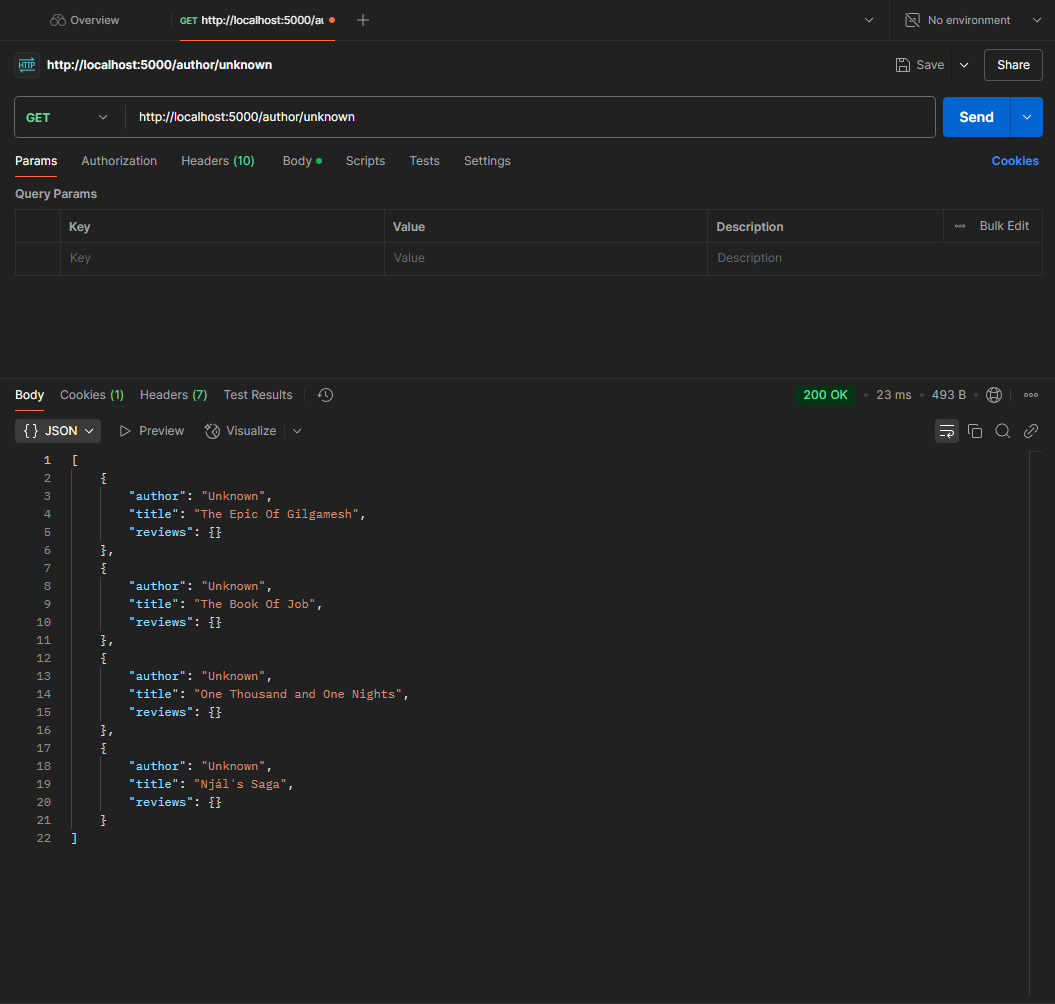 Overview GET http://localhost:5000/au No environment
HTTP http://localhost:5000/author/unknown Save Share
GET http://localhost:5000/author/unknown Send
Params Authorization Headers (10) Body Scripts Tests Settings Cookies
Query Params
Key Value Description Bulk Edit
Key Value Description
Body Cookies (1) Headers (7) Test Results 200 OK 23 ms 493 B
{} JSON Preview Visualize
1 [
2 {
3 "author": "Unknown",
4 "title": "The Epic Of Gilgamesh",
5 "reviews": {}
6 },
7 {
8 "author": "Unknown",
9 "title": "The Book Of Job",
10 "reviews": {}
11 },
12 {
13 "author": "Unknown",
14 "title": "One Thousand and One Nights",
15 "reviews": {}
16 },
17 {
18 "author": "Unknown",
19 "title": "Njál's Saga",
20 "reviews": {}
21 }
22 ]